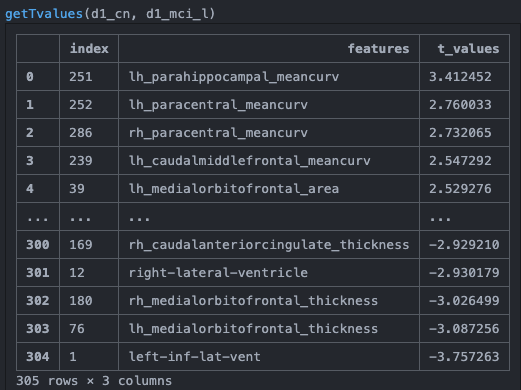 getTvalues(d1_cn, d1_mci_l)
index features t_values
0 251 lh_parahippocampal_meancurv 3.412452
1 252 lh_paracentral_meancurv 2.760033
2 286 rh_paracentral_meancurv 2.732065
3 239 lh_caudalmiddlefrontal_meancurv 2.547292
4 39 lh_medialorbitofrontal_area 2.529276
... ... ... ...
300 169 rh_caudalanteriorcingulate_thickness −2.929210
301 12 right-lateral-ventricle −2.930179
302 180 rh_medialorbitofrontal_thickness −3.026499
303 76 lh_medialorbitofrontal_thickness −3.087256
304 1 left-inf-lat-vent −3.757263
305 rows × 3 columns